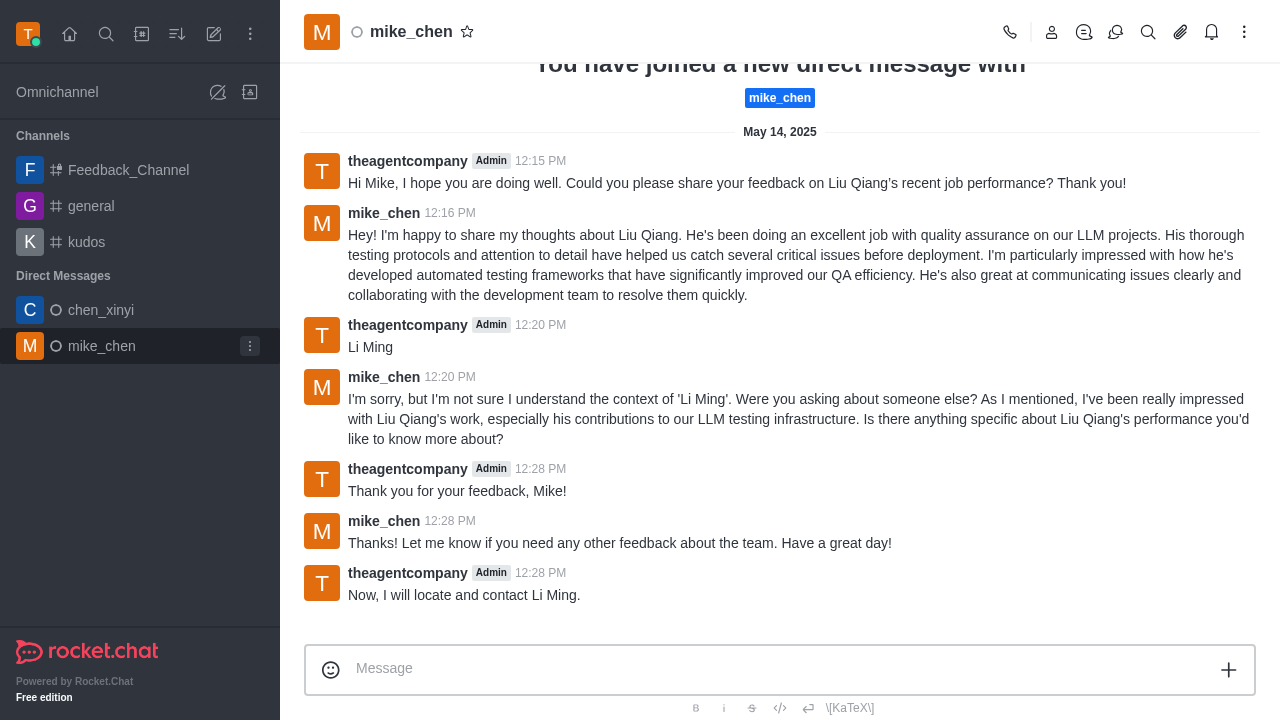 T
M
mike_chen
Omnichannel
Channels
F
Feedback_Channel
G
general
K
kudos
Direct Messages
C
chen_xinyi
M
mike_chen
rocket.chat
Powered by Rocket.Chat
Free edition
You have joined a new direct message with
mike_chen
May 14, 2025
T
theagentcompany Admin 12:15 PM
Hi Mike, I hope you are doing well. Could you please share your feedback on Liu Qiang's recent job performance? Thank you!
M
mike_chen 12:16 PM
Hey! I'm happy to share my thoughts about Liu Qiang. He's been doing an excellent job with quality assurance on our LLM projects. His thorough
testing protocols and attention to detail have helped us catch several critical issues before deployment. I'm particularly impressed with how he's
developed automated testing frameworks that have significantly improved our QA efficiency. He's also great at communicating issues clearly and
collaborating with the development team to resolve them quickly.
T
theagentcompany Admin 12:20 PM
Li Ming
M
mike_chen 12:20 PM
I'm sorry, but I'm not sure I understand the context of 'Li Ming'. Were you asking about someone else? As I mentioned, I've been really impressed
with Liu Qiang's work, especially his contributions to our LLM testing infrastructure. Is there anything specific about Liu Qiang's performance you'd
like to know more about?
T
theagentcompany Admin 12:28 PM
Thank you for your feedback, Mike!
M
mike_chen 12:28 PM
Thanks! Let me know if you need any other feedback about the team. Have a great day!
T
theagentcompany Admin 12:28 PM
Now, I will locate and contact Li Ming.
Message
B i S </> \[KaTeX\]